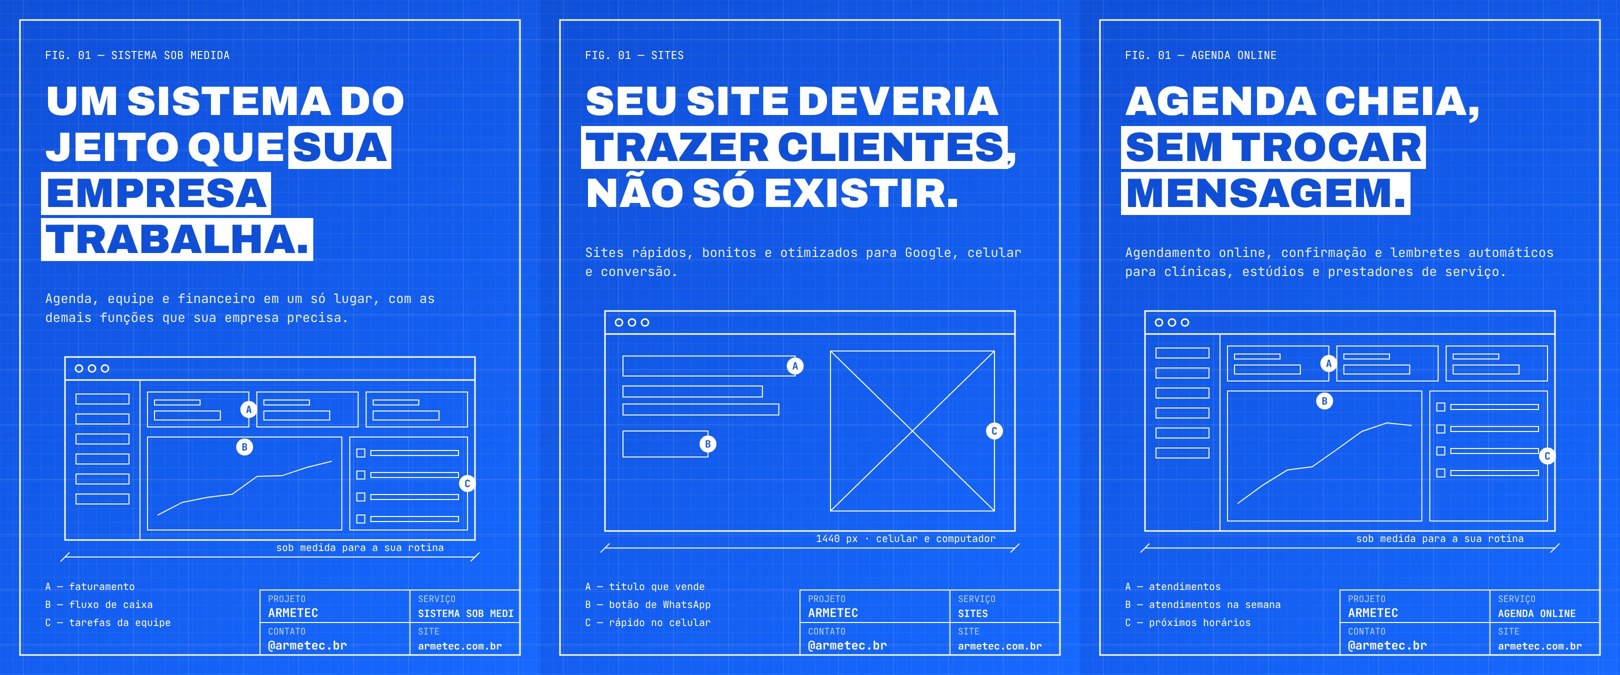 FIG. 01 — SISTEMA SOB MEDIDA
UM SISTEMA DO
JEITO QUE SUA
EMPRESA
TRABALHA.
Agenda, equipe e financeiro em um só lugar, com as
demais funções que sua empresa precisa.
A
B
C
sob medida para a sua rotina
A — faturamento
B — fluxo de caixa
C — tarefas da equipe
PROJETO
ARMETEC
SERVIÇO
SISTEMA SOB MEDI
CONTATO
@armetec.br
SITE
armetec.com.br
FIG. 01 — SITES
SEU SITE DEVERIA
TRAZER CLIENTES,
NÃO SÓ EXISTIR.
Sites rápidos, bonitos e otimizados para Google, celular
e conversão.
A
B
C
1440 px · celular e computador
A — título que vende
B — botão de WhatsApp
C — rápido no celular
PROJETO
ARMETEC
SERVIÇO
SITES
CONTATO
@armetec.br
SITE
armetec.com.br
FIG. 01 — AGENDA ONLINE
AGENDA CHEIA,
SEM TROCAR
MENSAGEM.
Agendamento online, confirmação e lembretes automáticos
para clínicas, estúdios e prestadores de serviço.
A
B
C
sob medida para a sua rotina
A — atendimentos
B — atendimentos na semana
C — próximos horários
PROJETO
ARMETEC
SERVIÇO
AGENDA ONLINE
CONTATO
@armetec.br
SITE
armetec.com.br